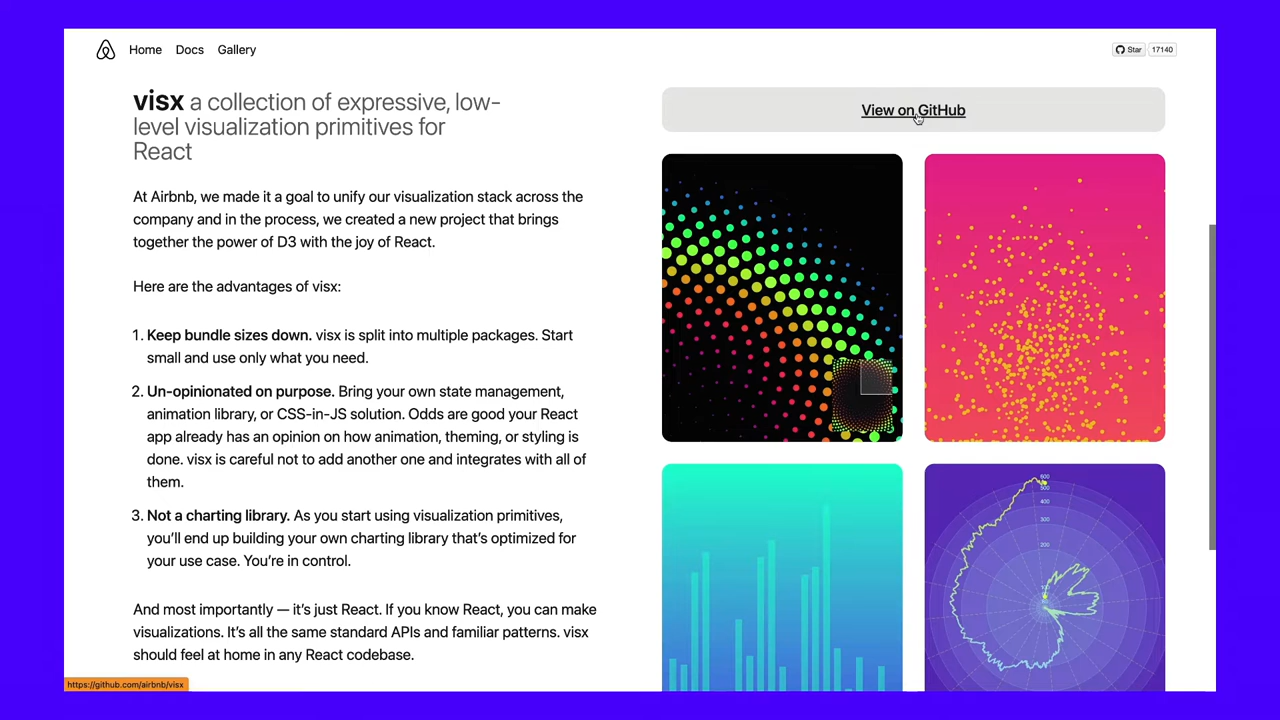 Home Docs Gallery
Star 17140
visx a collection of expressive, low-
level visualization primitives for
React
At Airbnb, we made it a goal to unify our visualization stack across the
company and in the process, we created a new project that brings
together the power of D3 with the joy of React.
Here are the advantages of visx:
1. Keep bundle sizes down. visx is split into multiple packages. Start
small and use only what you need.
2. Un-opinionated on purpose. Bring your own state management,
animation library, or CSS-in-JS solution. Odds are good your React
app already has an opinion on how animation, theming, or styling is
done. visx is careful not to add another one and integrates with all of
them.
3. Not a charting library. As you start using visualization primitives,
you’ll end up building your own charting library that’s optimized for
your use case. You’re in control.
And most importantly — it’s just React. If you know React, you can make
visualizations. It’s all the same standard APIs and familiar patterns. visx
should feel at home in any React codebase.
View on GitHub
600
500
400
300
200
https://github.com/airbnb/visx